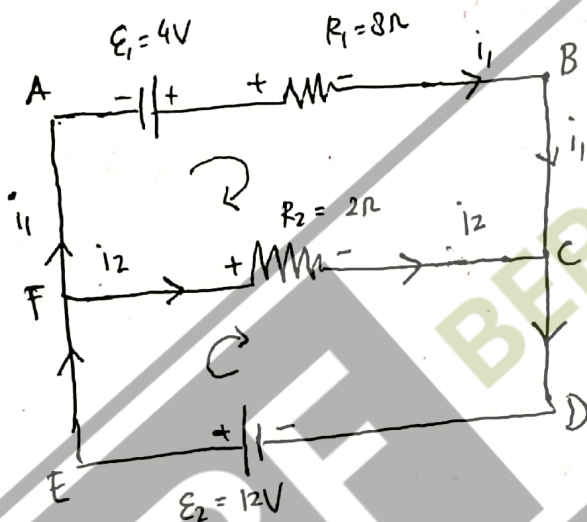 ε₁ = 4V R₁ = 8Ω i₁ B
A - + + -
i₁
i₁ R₂ = 2Ω i₂
i₂ + - C
F
+ - D
E
ε₂ = 12V